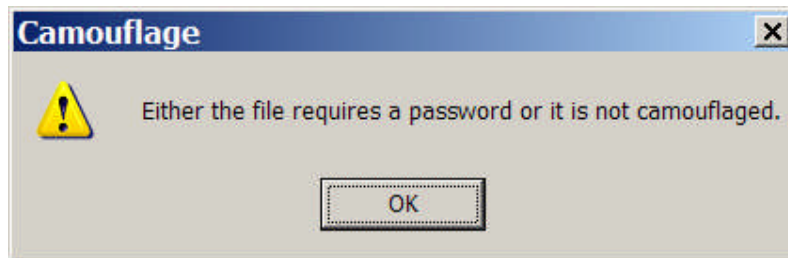 Camouflage
Either the file requires a password or it is not camouflaged.
OK